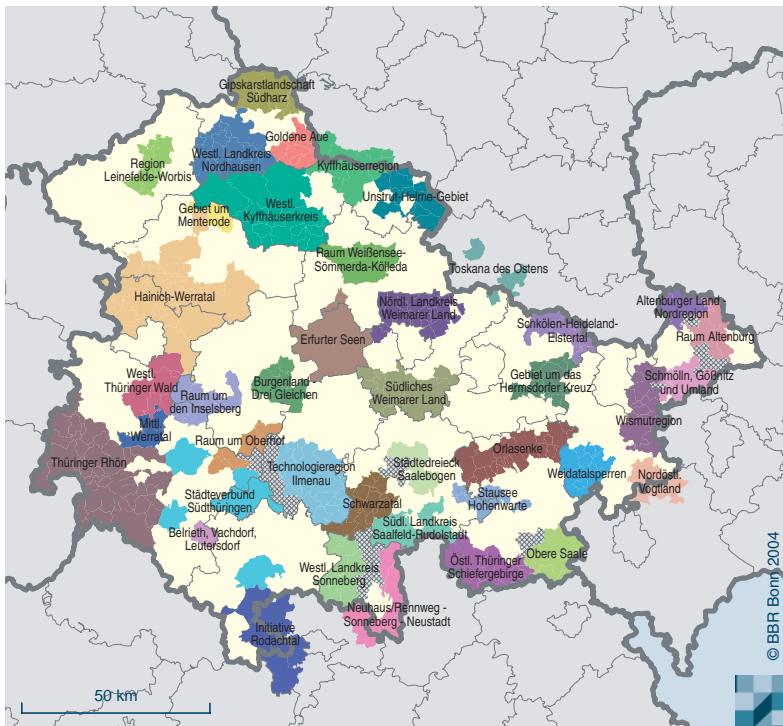 Gipskarstlandschaft
Südharz
Goldene Aue
Westl. Landkreis
Nordhausen
Region
Leinefelde-Worbis
Kyffhäuserregion
Unstrut-Helme-Gebiet
Gebiet um
Menterode
Westl.
Kyffhäuserkreis
Raum Weißensee-
Sömmerda-Kölleda
Toskana des Ostens
Hainich-Werratal
Nördl. Landkreis
Weimarer Land
Altenburger Land -
Nordregion
Schkölen-Heideland-
Elstertal
Raum Altenburg
Erfurter Seen
Westl.
Thüringer Wald
Burgenland -
Drei Gleichen
Gebiet um das
Hermsdorfer Kreuz
Schmölln, Gößnitz
und Umland
Raum um
den Inselsberg
Südliches
Weimarer Land
Wismutregion
Mittl.
Werratal
Raum um Oberhof
Orlasenke
Thüringer Rhön
Technologieregion
Ilmenau
Städtedreieck
Saalebogen
Weidatalsperren
Nordöstl.
Vogtland
Städteverbund
Südthüringen
Schwarzatal
Stausee
Hohenwarte
Belrieth, Vachdorf,
Leutersdorf
Südl. Landkreis
Saalfeld-Rudolstadt
Obere Saale
Östl. Thüringer
Schiefergebirge
Westl. Landkreis
Sonneberg
Neuhaus/Rennweg -
Sonneberg - Neustadt
Initiative
Rodachtal
50 km
© BBR Bonn 2004